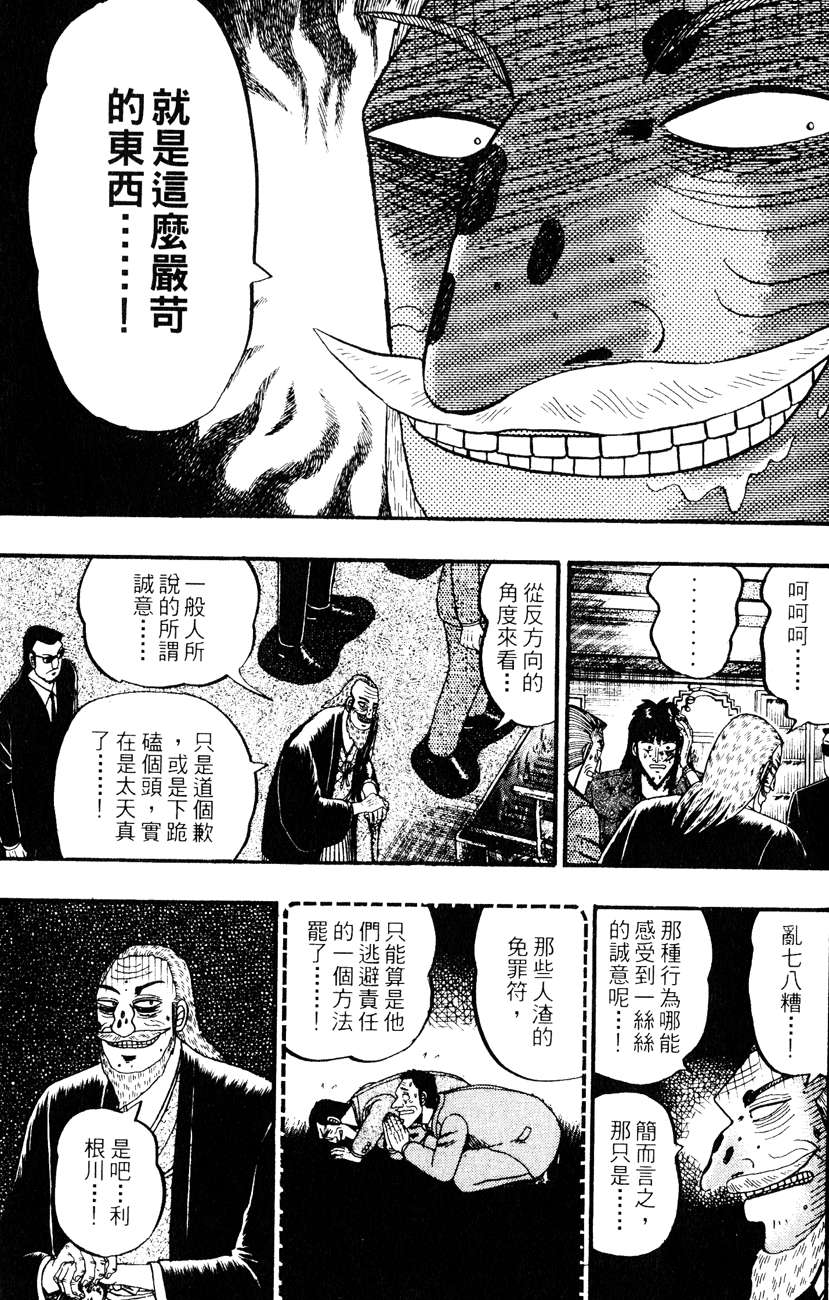 就是這麼嚴苛
的東西……！
呵呵呵…
……
從反方向的
角度來看…
一般人所
說的所謂
誠意……
只是道個歉
，或是下跪
磕個頭，實
在是太天真
了……！
亂七八糟…！
那種行為哪能
感受到一絲絲
的誠意呢…！
簡而言之，
那只是……
那些人渣的
免罪符，
只能算是他
們逃避責任
的一個方法
罷了……！
是吧…利
根川…！